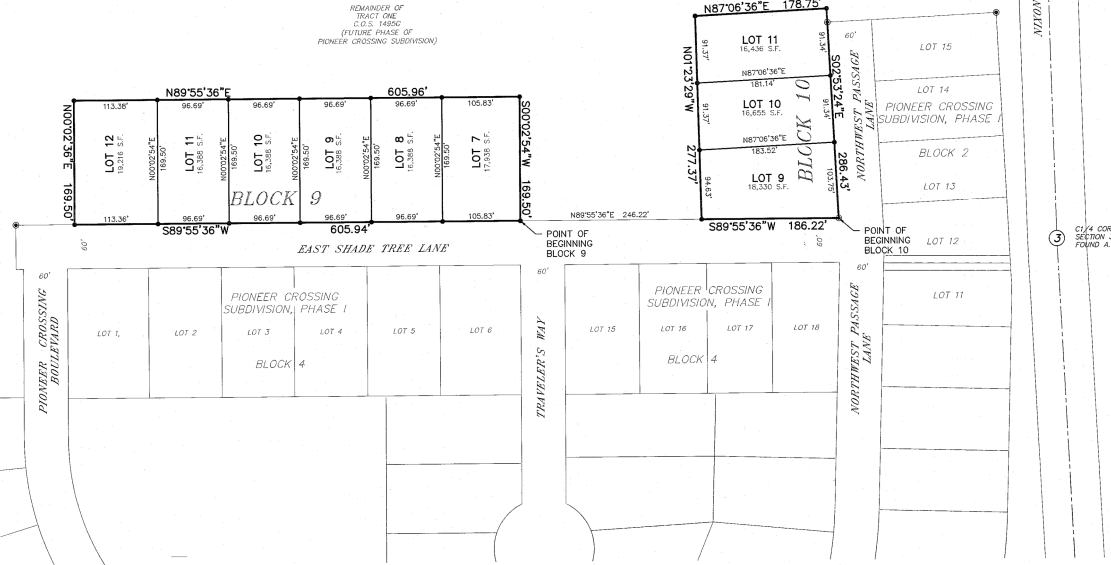 REMAINDER OF
TRACT ONE
C.O.S. 1495C
(FUTURE PHASE OF
PIONEER CROSSING SUBDIVISION)
N87°06'36"E 178.75'
60'
LOT 11
16,436 S.F.
91.37'
91.34'
N87°06'36"E
181.14'
LOT 10
16,655 S.F.
91.37'
91.34'
N87°06'36"E
183.52'
LOT 9
18,330 S.F.
94.63'
103.75'
N01°23'29"W 277.37'
S02°53'24"E 286.43'
BLOCK 10
S89°55'36"W 186.22'
NORTHWEST PASSAGE
LANE
LOT 15
LOT 14
PIONEER CROSSING
SUBDIVISION, PHASE I
BLOCK 2
LOT 13
LOT 12
LOT 11
NIXON
3
C1/4 COR
SECTION
FOUND A.
N89°55'36"E 605.96'
113.38' 96.69' 96.69' 96.69' 96.69' 105.83'
N00°02'36"E 169.50'
LOT 12
19,216 S.F.
N00°02'54"E
169.50'
LOT 11
16,388 S.F.
N00°02'54"E
169.50'
LOT 10
16,388 S.F.
N00°02'54"E
169.50'
LOT 9
16,388 S.F.
N00°02'54"E
169.50'
LOT 8
16,388 S.F.
N00°02'54"E
169.50'
LOT 7
17,938 S.F.
S00°02'54"W 169.50'
BLOCK 9
113.36' 96.69' 96.69' 96.69' 96.69' 105.83'
S89°55'36"W 605.94'
N89°55'36"E 246.22'
POINT OF
BEGINNING
BLOCK 9
POINT OF
BEGINNING
BLOCK 10
60'
EAST SHADE TREE LANE
60'
60'
60'
60'
PIONEER CROSSING
BOULEVARD
PIONEER CROSSING
SUBDIVISION, PHASE I
LOT 1, LOT 2 LOT 3 LOT 4 LOT 5 LOT 6
BLOCK 4
TRAVELER'S WAY
PIONEER CROSSING
SUBDIVISION, PHASE I
LOT 15 LOT 16 LOT 17 LOT 18
BLOCK 4
NORTHWEST PASSAGE
LANE